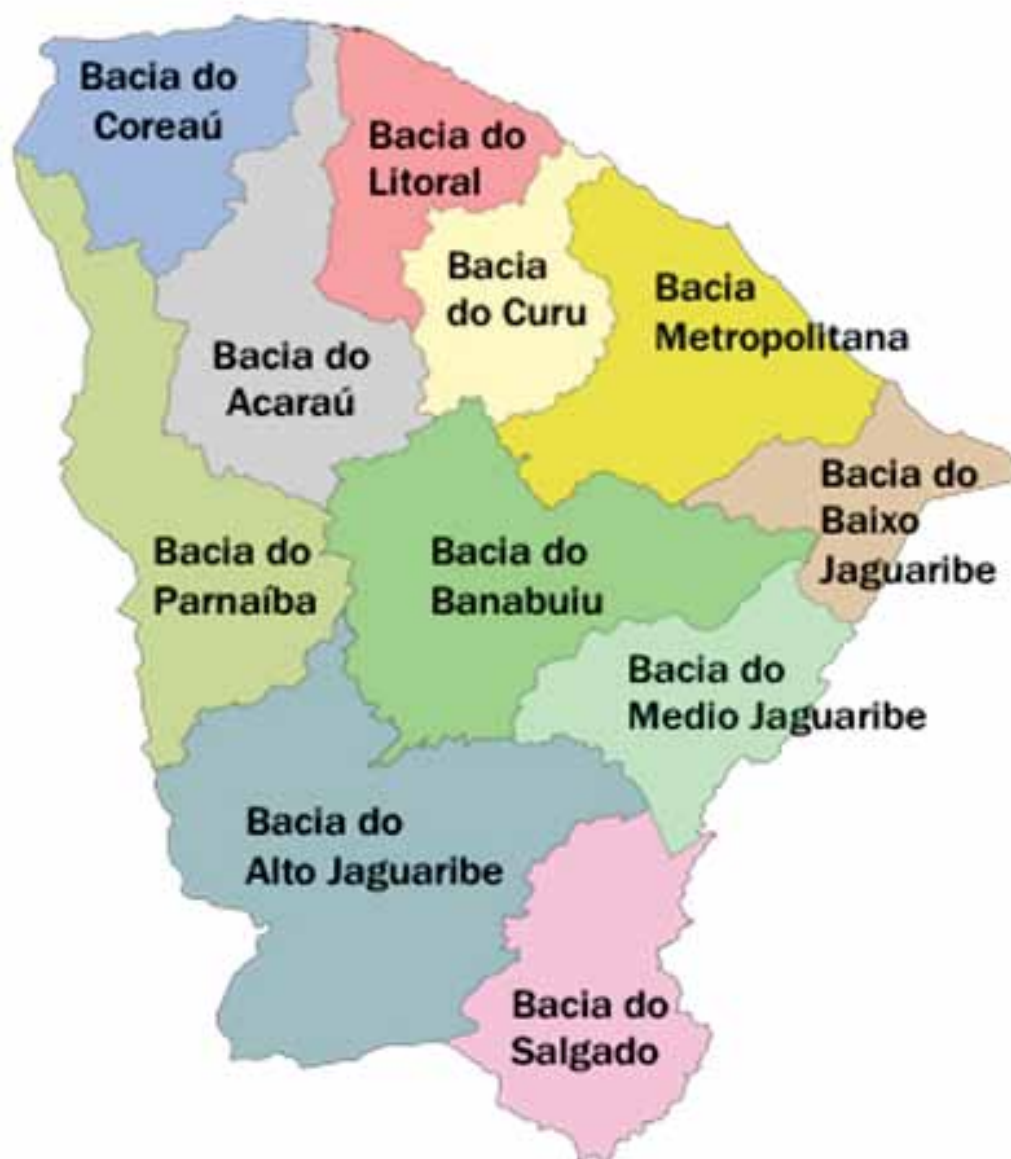 Bacia do
Coreaú
Bacia do
Litoral
Bacia
do Curu
Bacia
Metropolitana
Bacia do
Acaraú
Bacia do
Baixo
Jaguaribe
Bacia do
Parnaíba
Bacia do
Banabuiu
Bacia do
Medio Jaguaribe
Bacia do
Alto Jaguaribe
Bacia do
Salgado